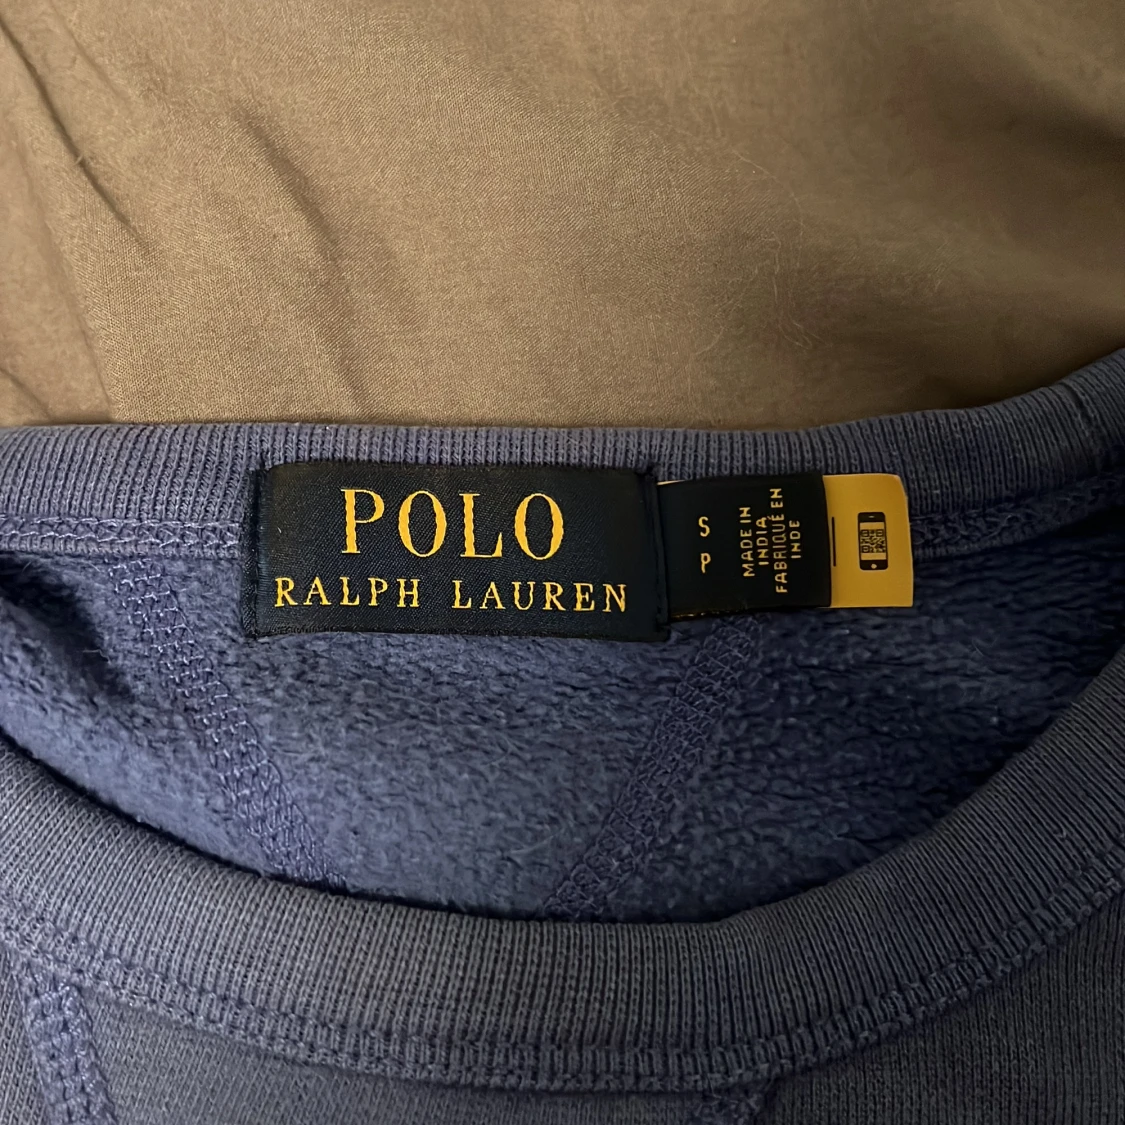 POLO
RALPH LAUREN
S
P
MADE IN
INDIA
FABRIQUÉ EN
INDE